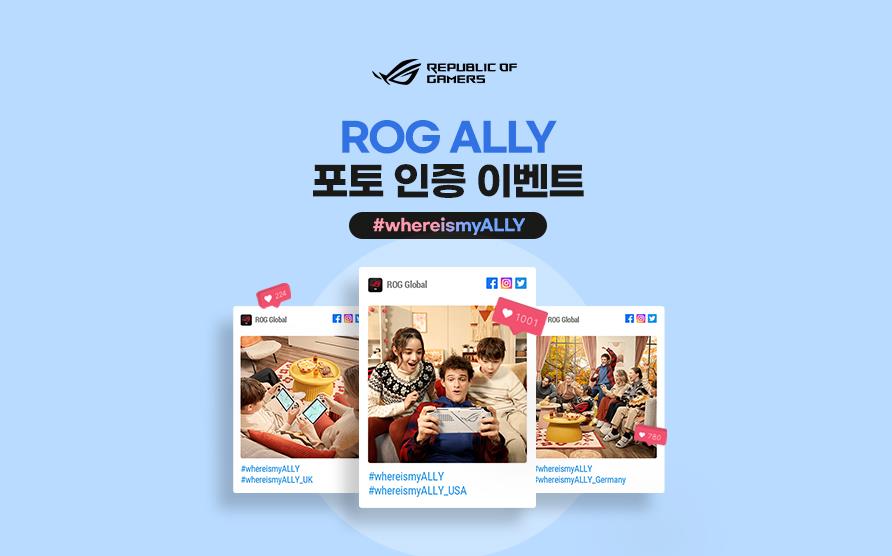 REPUBLIC OF
GAMERS
ROG ALLY
포토 인증 이벤트
#whereismyALLY
224
ROG Global
#whereismyALLY
#whereismyALLY_UK
ROG Global
1001
#whereismyALLY
#whereismyALLY_USA
ROG Global
780
#whereismyALLY
#whereismyALLY_Germany